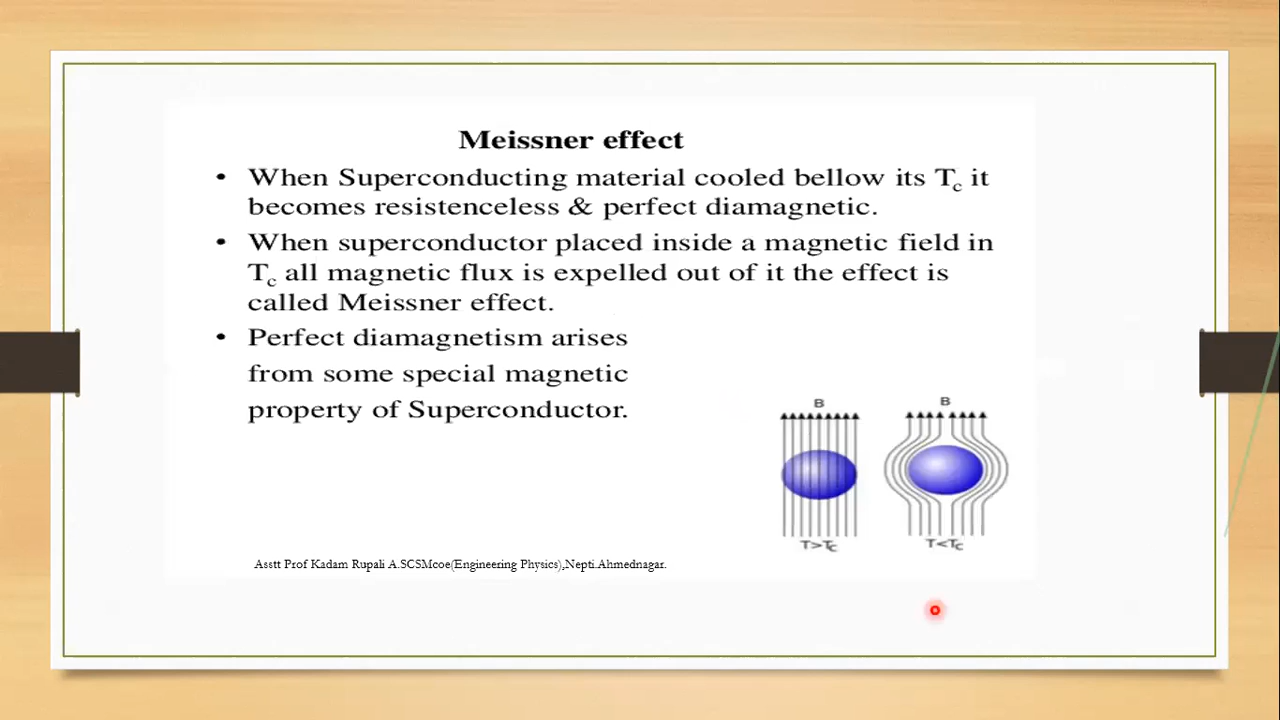 Meissner effect
• When Superconducting material cooled bellow its Tc it
becomes resistenceless & perfect diamagnetic.
• When superconductor placed inside a magnetic field in
Tc all magnetic flux is expelled out of it the effect is
called Meissner effect.
• Perfect diamagnetism arises
from some special magnetic
property of Superconductor.
B B
T>Tc T<Tc
Asstt Prof Kadam Rupali A.SCSMcoe(Engineering Physics),Nepti.Ahmednagar.